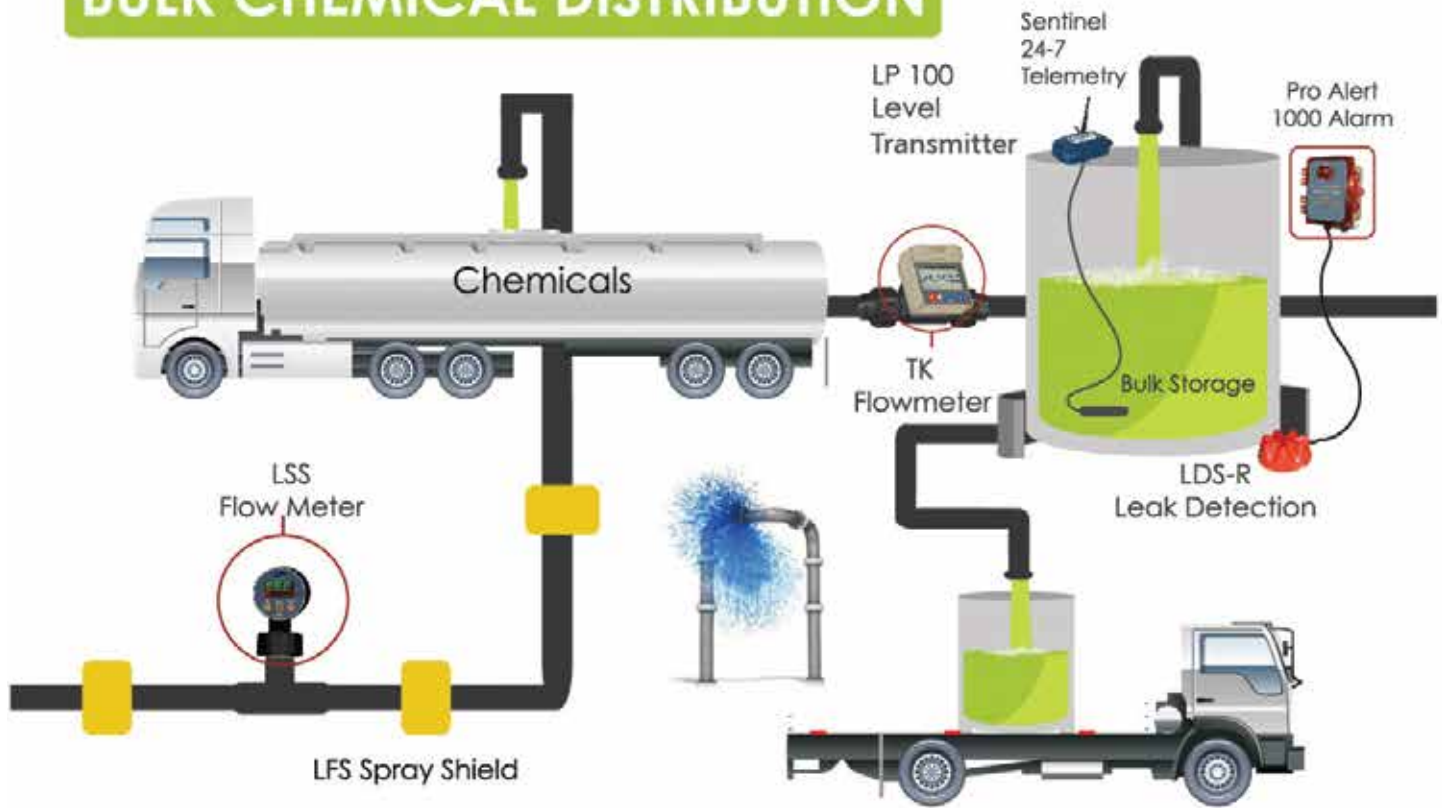 BULK CHEMICAL DISTRIBUTION
Sentinel
24-7
Telemetry
LP 100
Level
Transmitter
Pro Alert
1000 Alarm
Chemicals
TK
Flowmeter
Bulk Storage
LDS-R
Leak Detection
LSS
Flow Meter
LFS Spray Shield